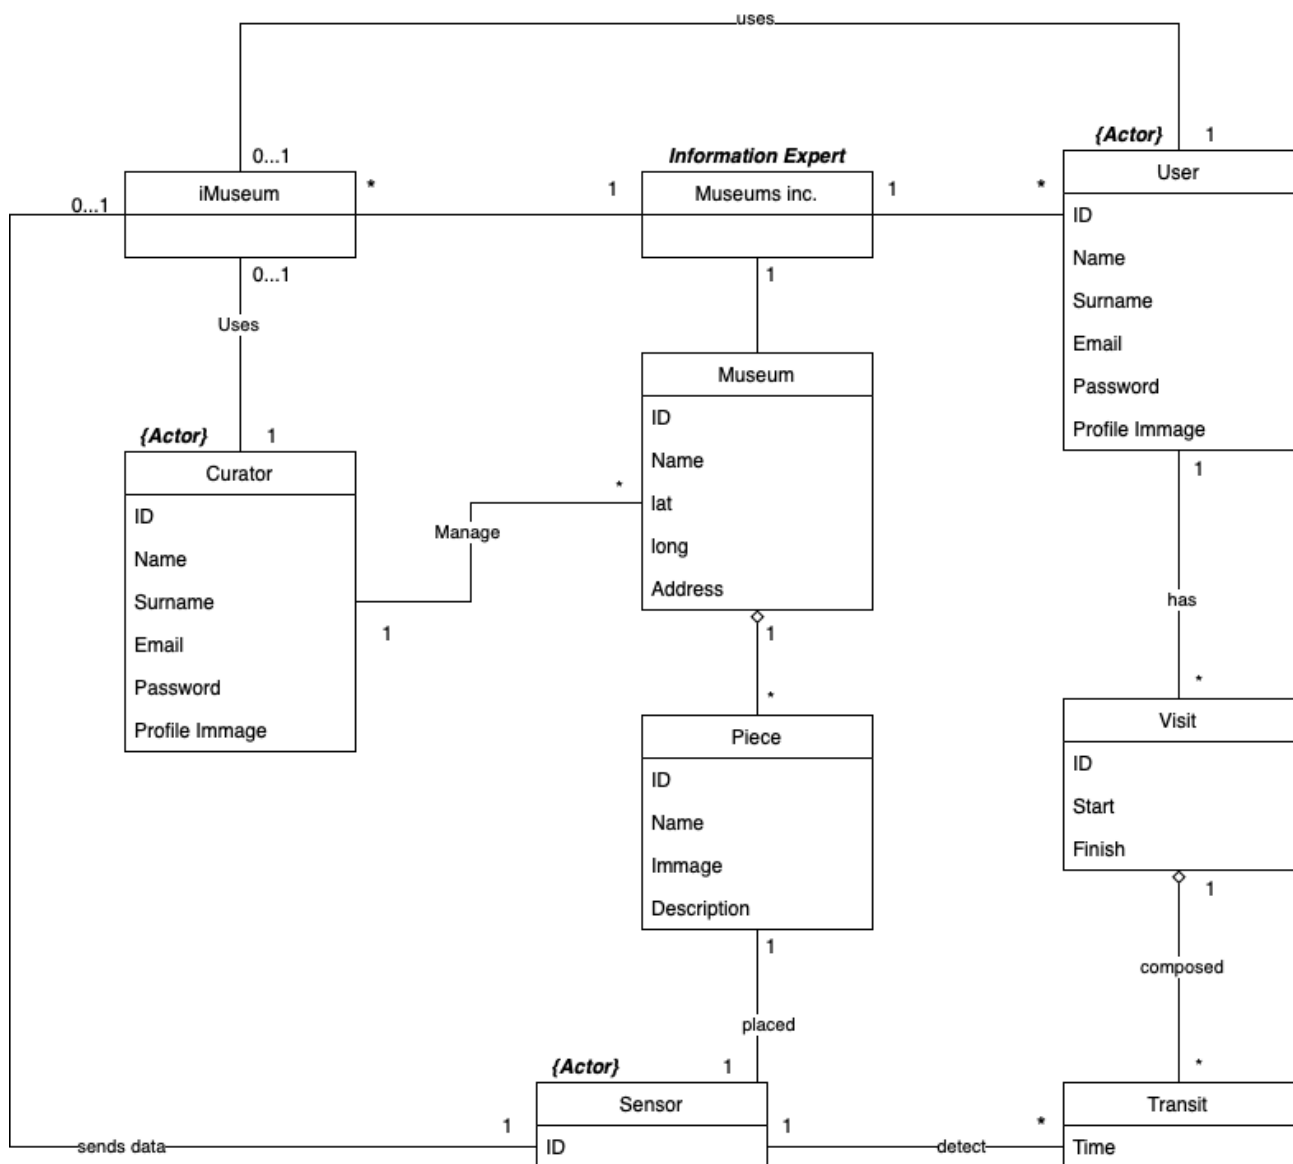 uses
{Actor}
1
0...1
Information Expert
User
iMuseum
*
1
Museums inc.
1
*
0...1
ID
Name
Surname
Email
Password
Profile Immage
0...1
1
Uses
Museum
ID
Name
lat
long
Address
{Actor}
1
Curator
ID
Name
Surname
Email
Password
Profile Immage
*
Manage
1
1
has
*
1
*
Piece
ID
Name
Immage
Description
Visit
ID
Start
Finish
1
1
composed
placed
*
{Actor}
1
Sensor
ID
Transit
Time
1
sends data
1
detect
*